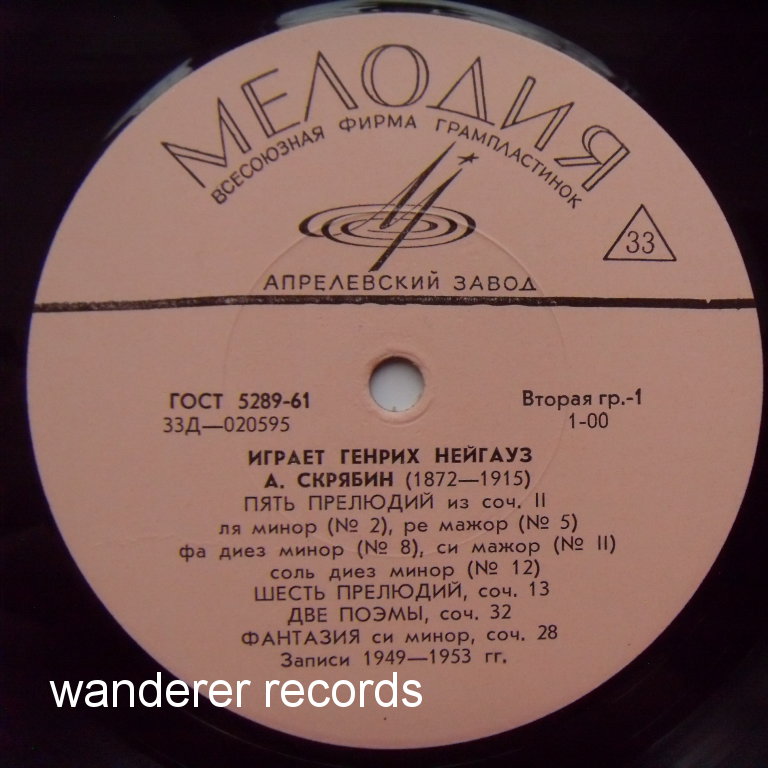 МЕЛОДИЯ
ВСЕСОЮЗНАЯ ФИРМА ГРАМПЛАСТИНОК
33
АПРЕЛЕВСКИЙ ЗАВОД
ГОСТ 5289-61
Вторая гр.-1
33Д—020595
1-00
ИГРАЕТ ГЕНРИХ НЕЙГАУЗ
А. СКРЯБИН (1872—1915)
ПЯТЬ ПРЕЛЮДИЙ из соч. II
ля минор (№ 2), ре мажор (№ 5)
фа диез минор (№ 8), си мажор (№ II)
соль диез минор (№ 12)
ШЕСТЬ ПРЕЛЮДИЙ, соч. 13
ДВЕ ПОЭМЫ, соч. 32
ФАНТАЗИЯ си минор, соч. 28
Записи 1949—1953 гг.
wanderer records